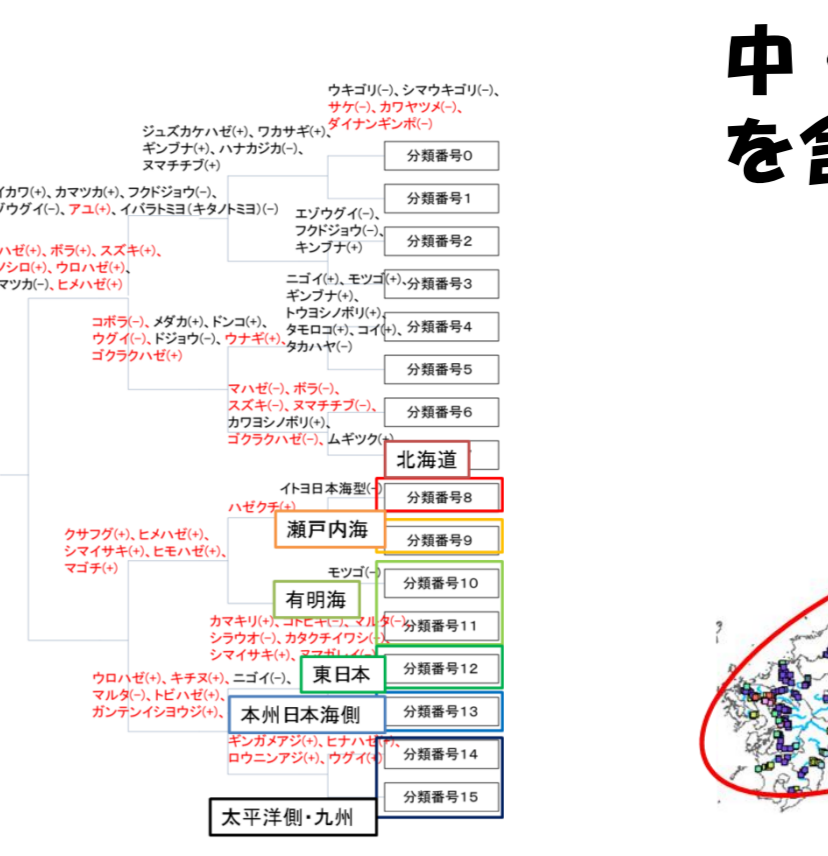 中
を含
ウキゴリ(-)、シマウキゴリ(-)、
サケ(-)、カワヤツメ(-)、
ダイナンギンポ(-)
ジュズカケハゼ(+)、ワカサギ(+)、
ギンブナ(+)、ハナカジカ(-)、
ヌマチチブ(+)
分類番号0
分類番号1
イカワ(+)、カマツカ(+)、フクドジョウ(-)、
ゾウグイ(-)、アユ(+)、イバラトミヨ(キタノトミヨ)(-)
エゾウグイ(-)、
フクドジョウ(-)、
キンブナ(+)
分類番号2
ハゼ(+)、ボラ(+)、スズキ(+)、
ノシロ(+)、ウロハゼ(+)、
マツカ(-)、ヒメハゼ(+)
ニゴイ(+)、モツゴ(+)、
ギンブナ(+)、
トウヨシノボリ(+)、
タモロコ(+)、コイ(+)、
タカハヤ(-)
分類番号3
分類番号4
分類番号5
コボラ(-)、メダカ(+)、ドンコ(+)、
ウグイ(-)、ドジョウ(-)、ウナギ(+)、
ゴクラクハゼ(+)
マハゼ(-)、ボラ(-)、
スズキ(-)、ヌマチチブ(-)、
カワヨシノボリ(+)、
ゴクラクハゼ(-)、ムギツク(+)
分類番号6
北海道
イトヨ日本海型(-)
分類番号8
ハゼクチ(+)
瀬戸内海
分類番号9
クサフグ(+)、ヒメハゼ(+)、
シマイサキ(+)、ヒモハゼ(+)、
マゴチ(+)
モツゴ(-)
分類番号10
有明海
カマキリ(+)、コトヒキ(-)、マルタ(-)、
シラウオ(-)、カタクチイワシ(-)、
シマイサキ(+)、ヌマガレイ(-)
分類番号11
東日本
分類番号12
ウロハゼ(+)、キチヌ(+)、ニゴイ(-)、
マルタ(-)、トビハゼ(+)、
ガンテンイシヨウジ(+)、
本州日本海側
分類番号13
ギンガメアジ(+)、ヒナハゼ(+)、
ロウニンアジ(+)、ウグイ(+)
分類番号14
分類番号15
太平洋側・九州